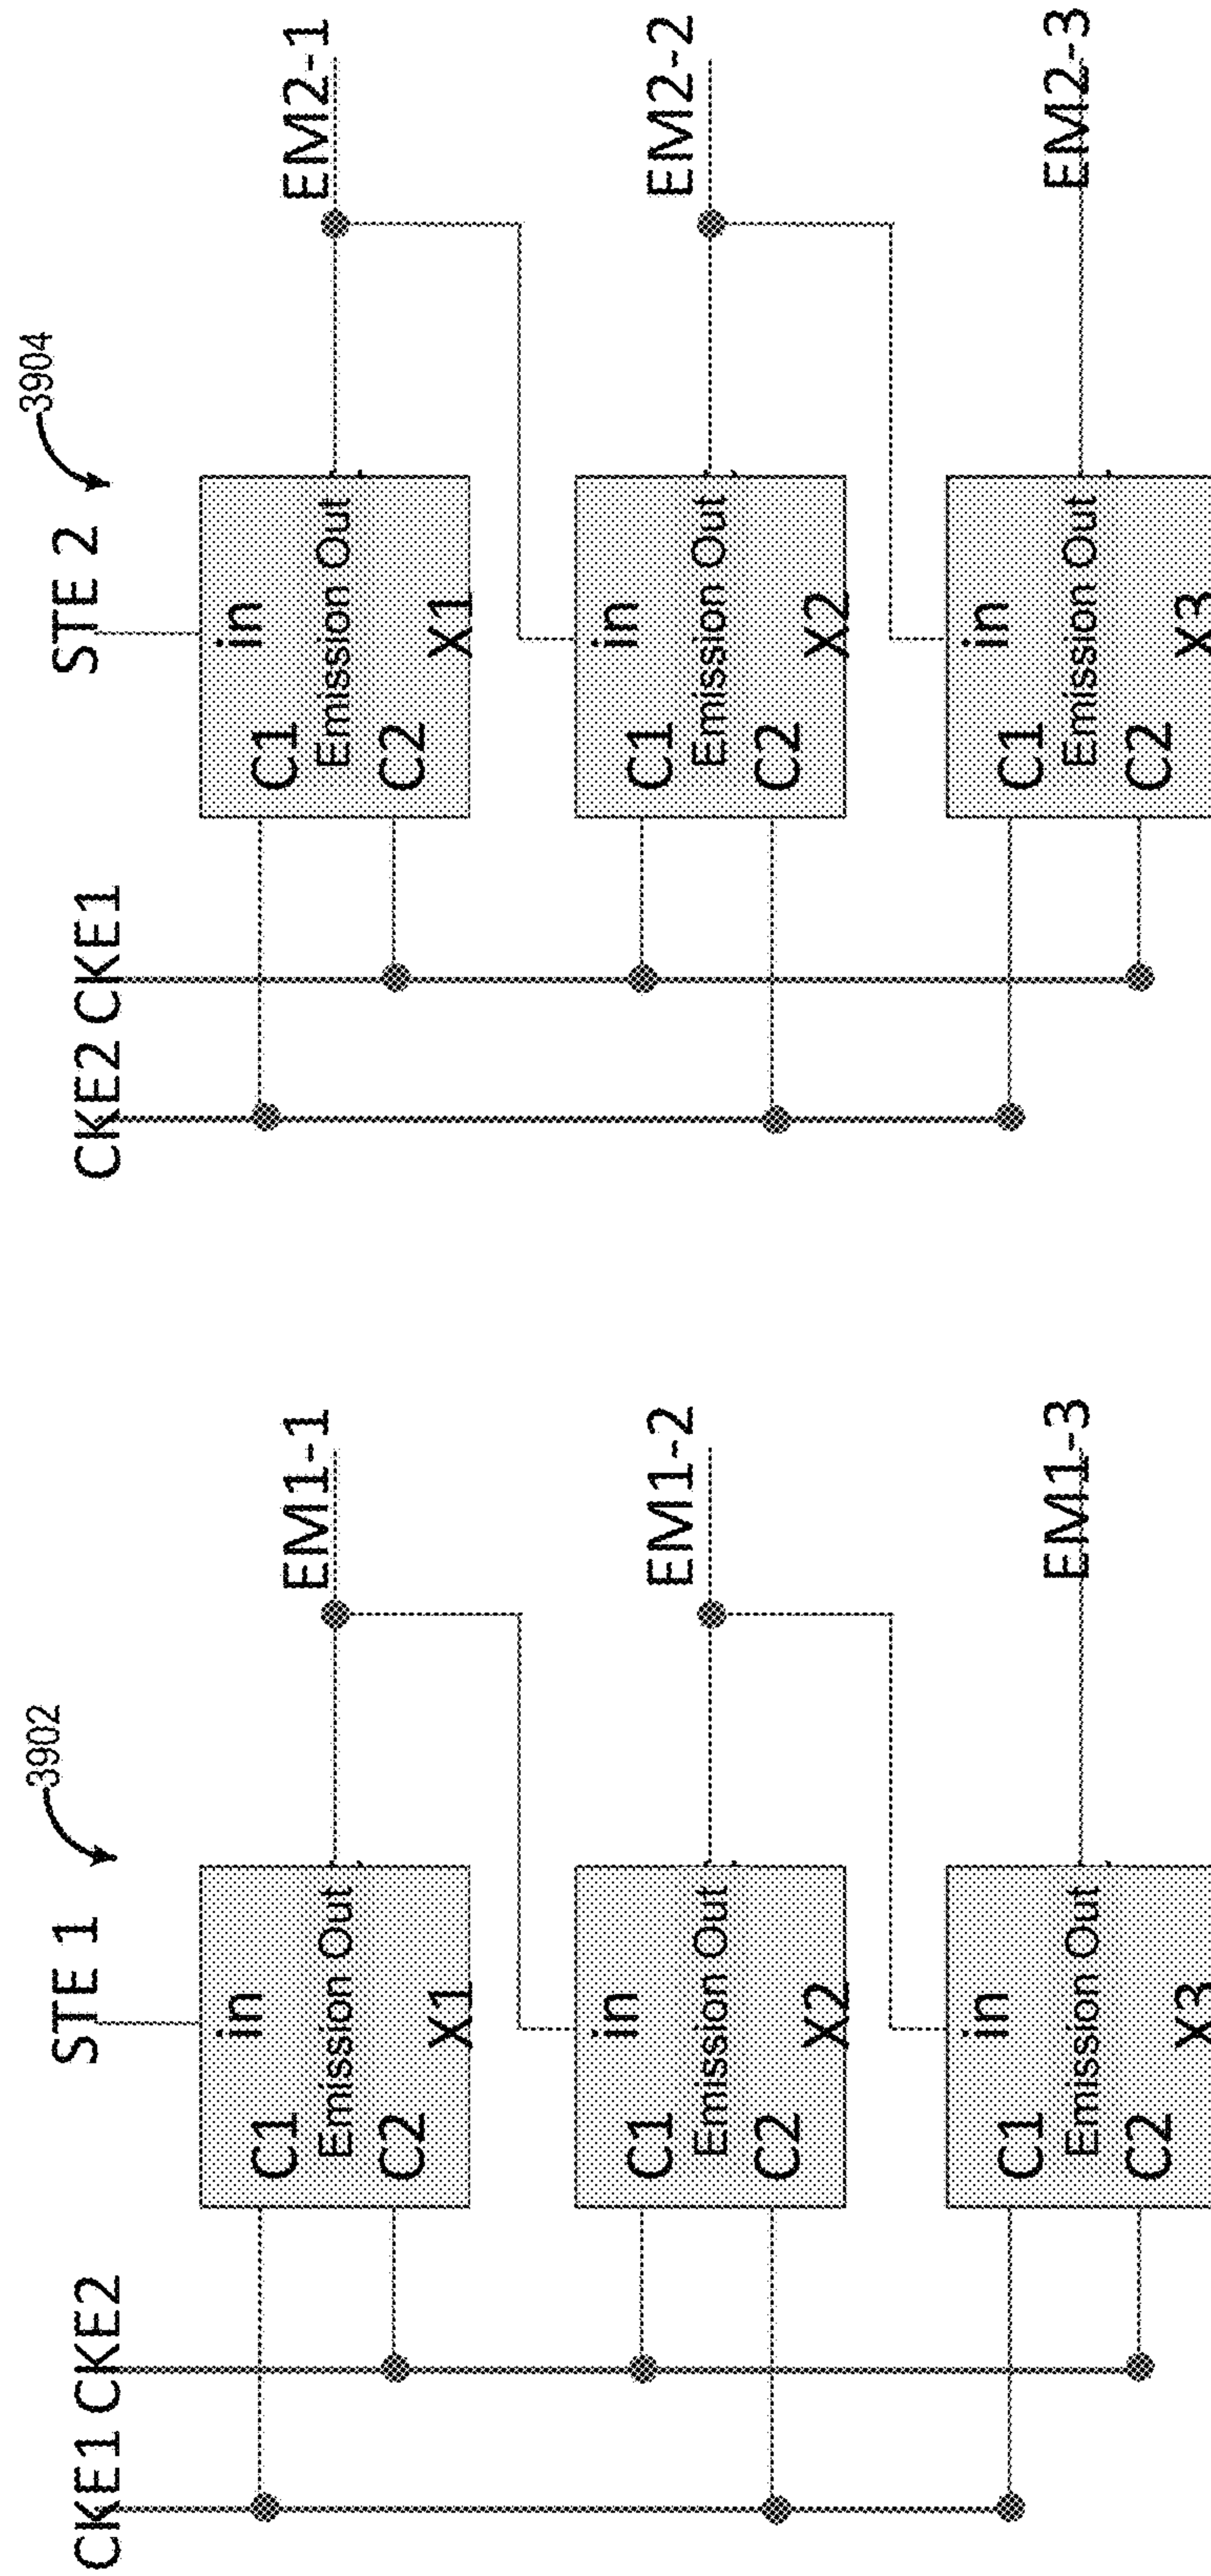 3902
STE 1
CKE1 CKE2
in
C1
Emission Out
C2
X1
EM1-1
in
C1
Emission Out
C2
X2
EM1-2
in
C1
Emission Out
C2
X3
EM1-3
3904
STE 2
CKE2 CKE1
in
C1
Emission Out
C2
X1
EM2-1
in
C1
Emission Out
C2
X2
EM2-2
in
C1
Emission Out
C2
X3
EM2-3